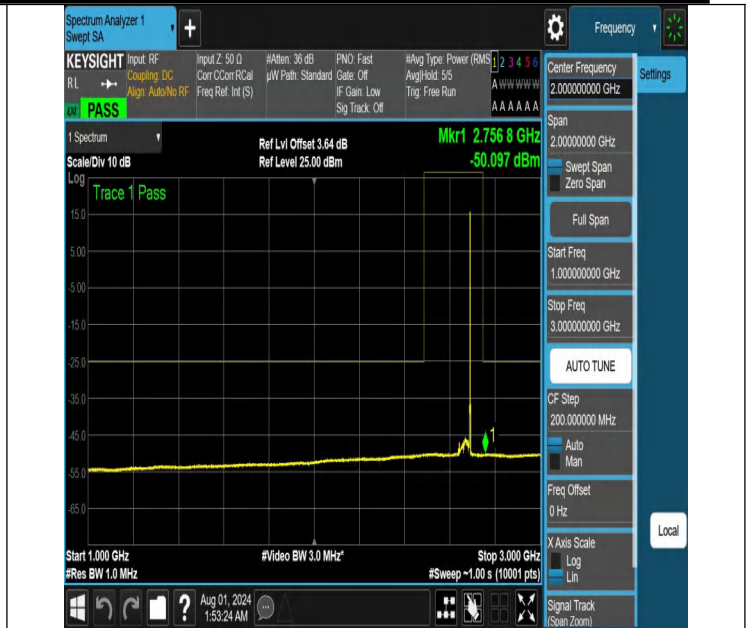 Spectrum Analyzer 1
Swept SA
+
Frequency
KEYSIGHT
RL
PASS
Input: RF
Coupling: DC
Align: Auto/No RF
Input Z: 50 Ω
Corr CCorr RCal
Freq Ref: Int (S)
#Atten: 36 dB
µW Path: Standard
PNO: Fast
Gate: Off
IF Gain: Low
Sig Track: Off
#Avg Type: Power (RMS
Avg|Hold: 5/5
Trig: Free Run
1 2 3 4 5 6
A W W W W W
A A A A A A
1 Spectrum
Scale/Div 10 dB
Ref Lvl Offset 3.64 dB
Ref Level 25.00 dBm
Mkr1 2.756 8 GHz
-50.097 dBm
Log
Trace 1 Pass
15.0
5.00
-5.00
-15.0
-25.0
-35.0
-45.0
-55.0
-65.0
1
Start 1.000 GHz
#Res BW 1.0 MHz
#Video BW 3.0 MHz*
Stop 3.000 GHz
#Sweep ~1.00 s (10001 pts)
Center Frequency
2.000000000 GHz
Span
2.00000000 GHz
Swept Span
Zero Span
Full Span
Start Freq
1.000000000 GHz
Stop Freq
3.000000000 GHz
AUTO TUNE
CF Step
200.000000 MHz
Auto
Man
Freq Offset
0 Hz
X Axis Scale
Log
Lin
Signal Track
(Span Zoom)
Settings
Local
?
Aug 01, 2024
1:53:24 AM